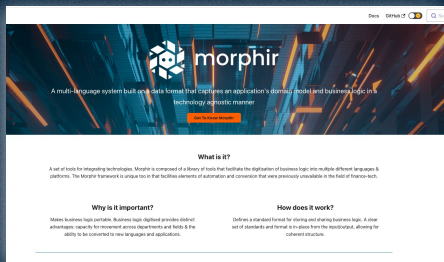 Docs GitHub
morphir
A multi-language system built on a data format that captures an application's domain model and business logic in a
technology agnostic manner
Get To Know Morphir
What is it?
A set of tools for integrating technologies. Morphir is composed of a library of tools that facilitate the digitisation of business logic into multiple different languages &
platforms. The Morphir framework is unique too in that facilities elements of automation and conversion that were previously unavailable in the field of finance-tech.
Why is it important?
Makes business logic portable. Business logic digitised provides distinct
advantages: capacity for movement across departments and fields & the
ability to be converted to new languages and applications.
How does it work?
Defines a standard format for storing and sharing business logic. A clear
set of standards and format is in-place from the input/output, allowing for
coherent structure.